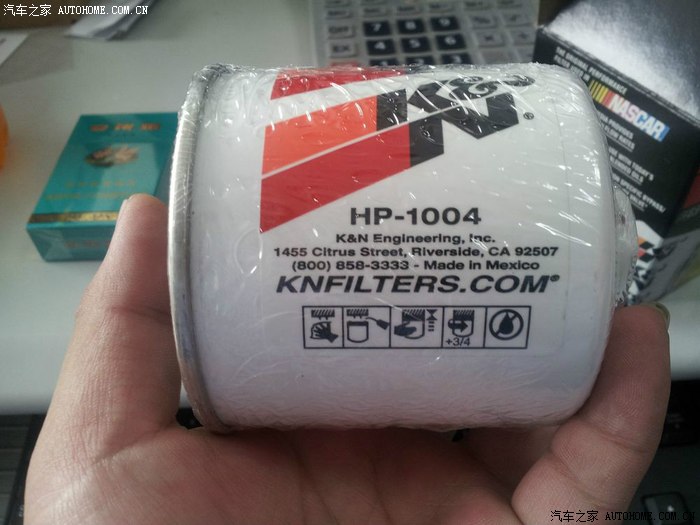 汽车之家 AUTOHOME.COM.CN
K&N®
HP-1004
K&N Engineering, Inc.
1455 Citrus Street, Riverside, CA 92507
(800) 858-3333 - Made in Mexico
KNFILTERS.COM®
+3/4
NASCAR
汽车之家 AUTOHOME.COM.CN